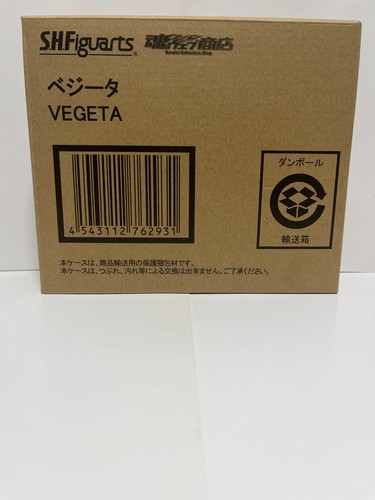 S.H.Figuarts
魂ウェブ商店
Bandai Collectors Shop
ベジータ
VEGETA
4 543112 762931
ダンボール
輸送箱
本ケースは、商品輸送用の保護梱包材です。
本ケースは、つぶれ、汚れ等による交換は出来ません。ご了承ください。